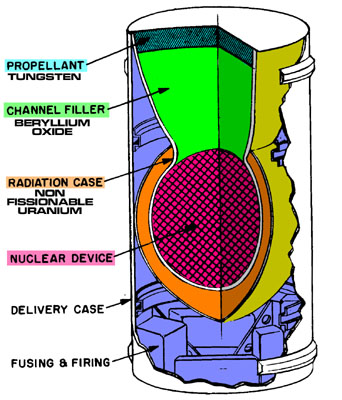 PROPELLANT
TUNGSTEN
CHANNEL FILLER
BERYLLIUM
OXIDE
RADIATION CASE
NON
FISSIONABLE
URANIUM
NUCLEAR DEVICE
DELIVERY CASE
FUSING & FIRING